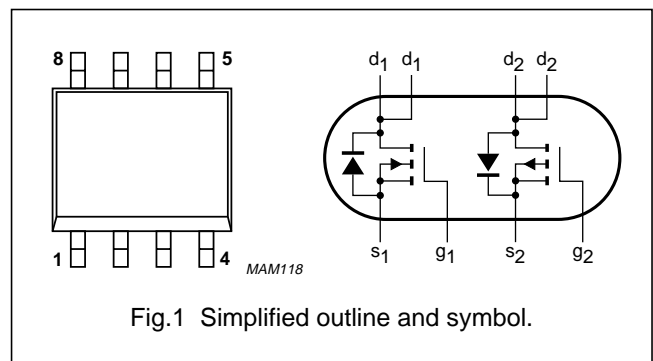 8 5 d1 d1 d2 d2
1 4 MAM118 s1 g1 s2 g2
Fig.1 Simplified outline and symbol.